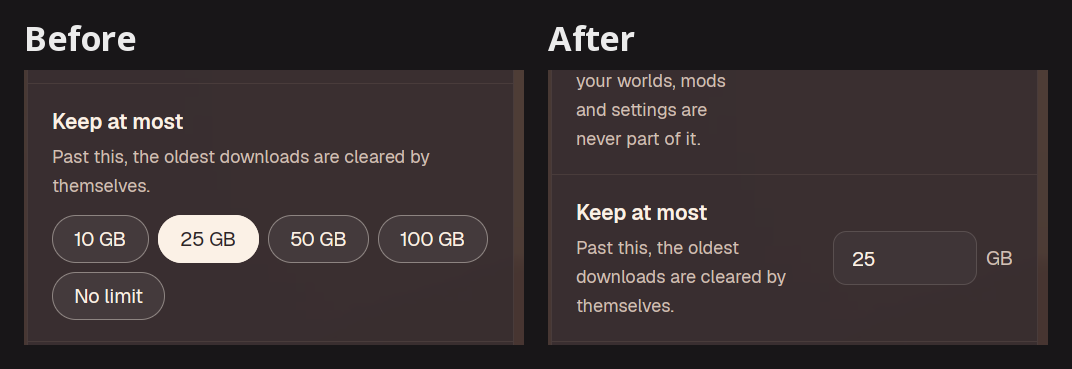 Before
Keep at most
Past this, the oldest downloads are cleared by
themselves.
10 GB
25 GB
50 GB
100 GB
No limit
After
your worlds, mods
and settings are
never part of it.
Keep at most
Past this, the oldest
downloads are cleared by
themselves.
25
GB